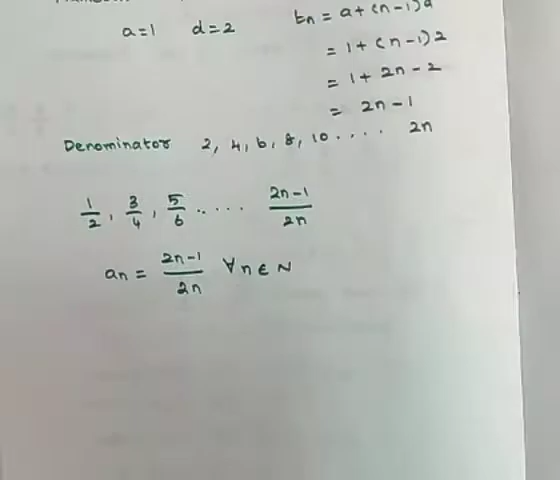 a=1 d=2 tn = a+(n-1)d
= 1+(n-1)2
= 1+2n-2
= 2n-1
Denominator 2, 4, 6, 8, 10 ..... 2n
1/2, 3/4, 5/6 ...... 2n-1/2n
an = 2n-1/2n ∀n∈N